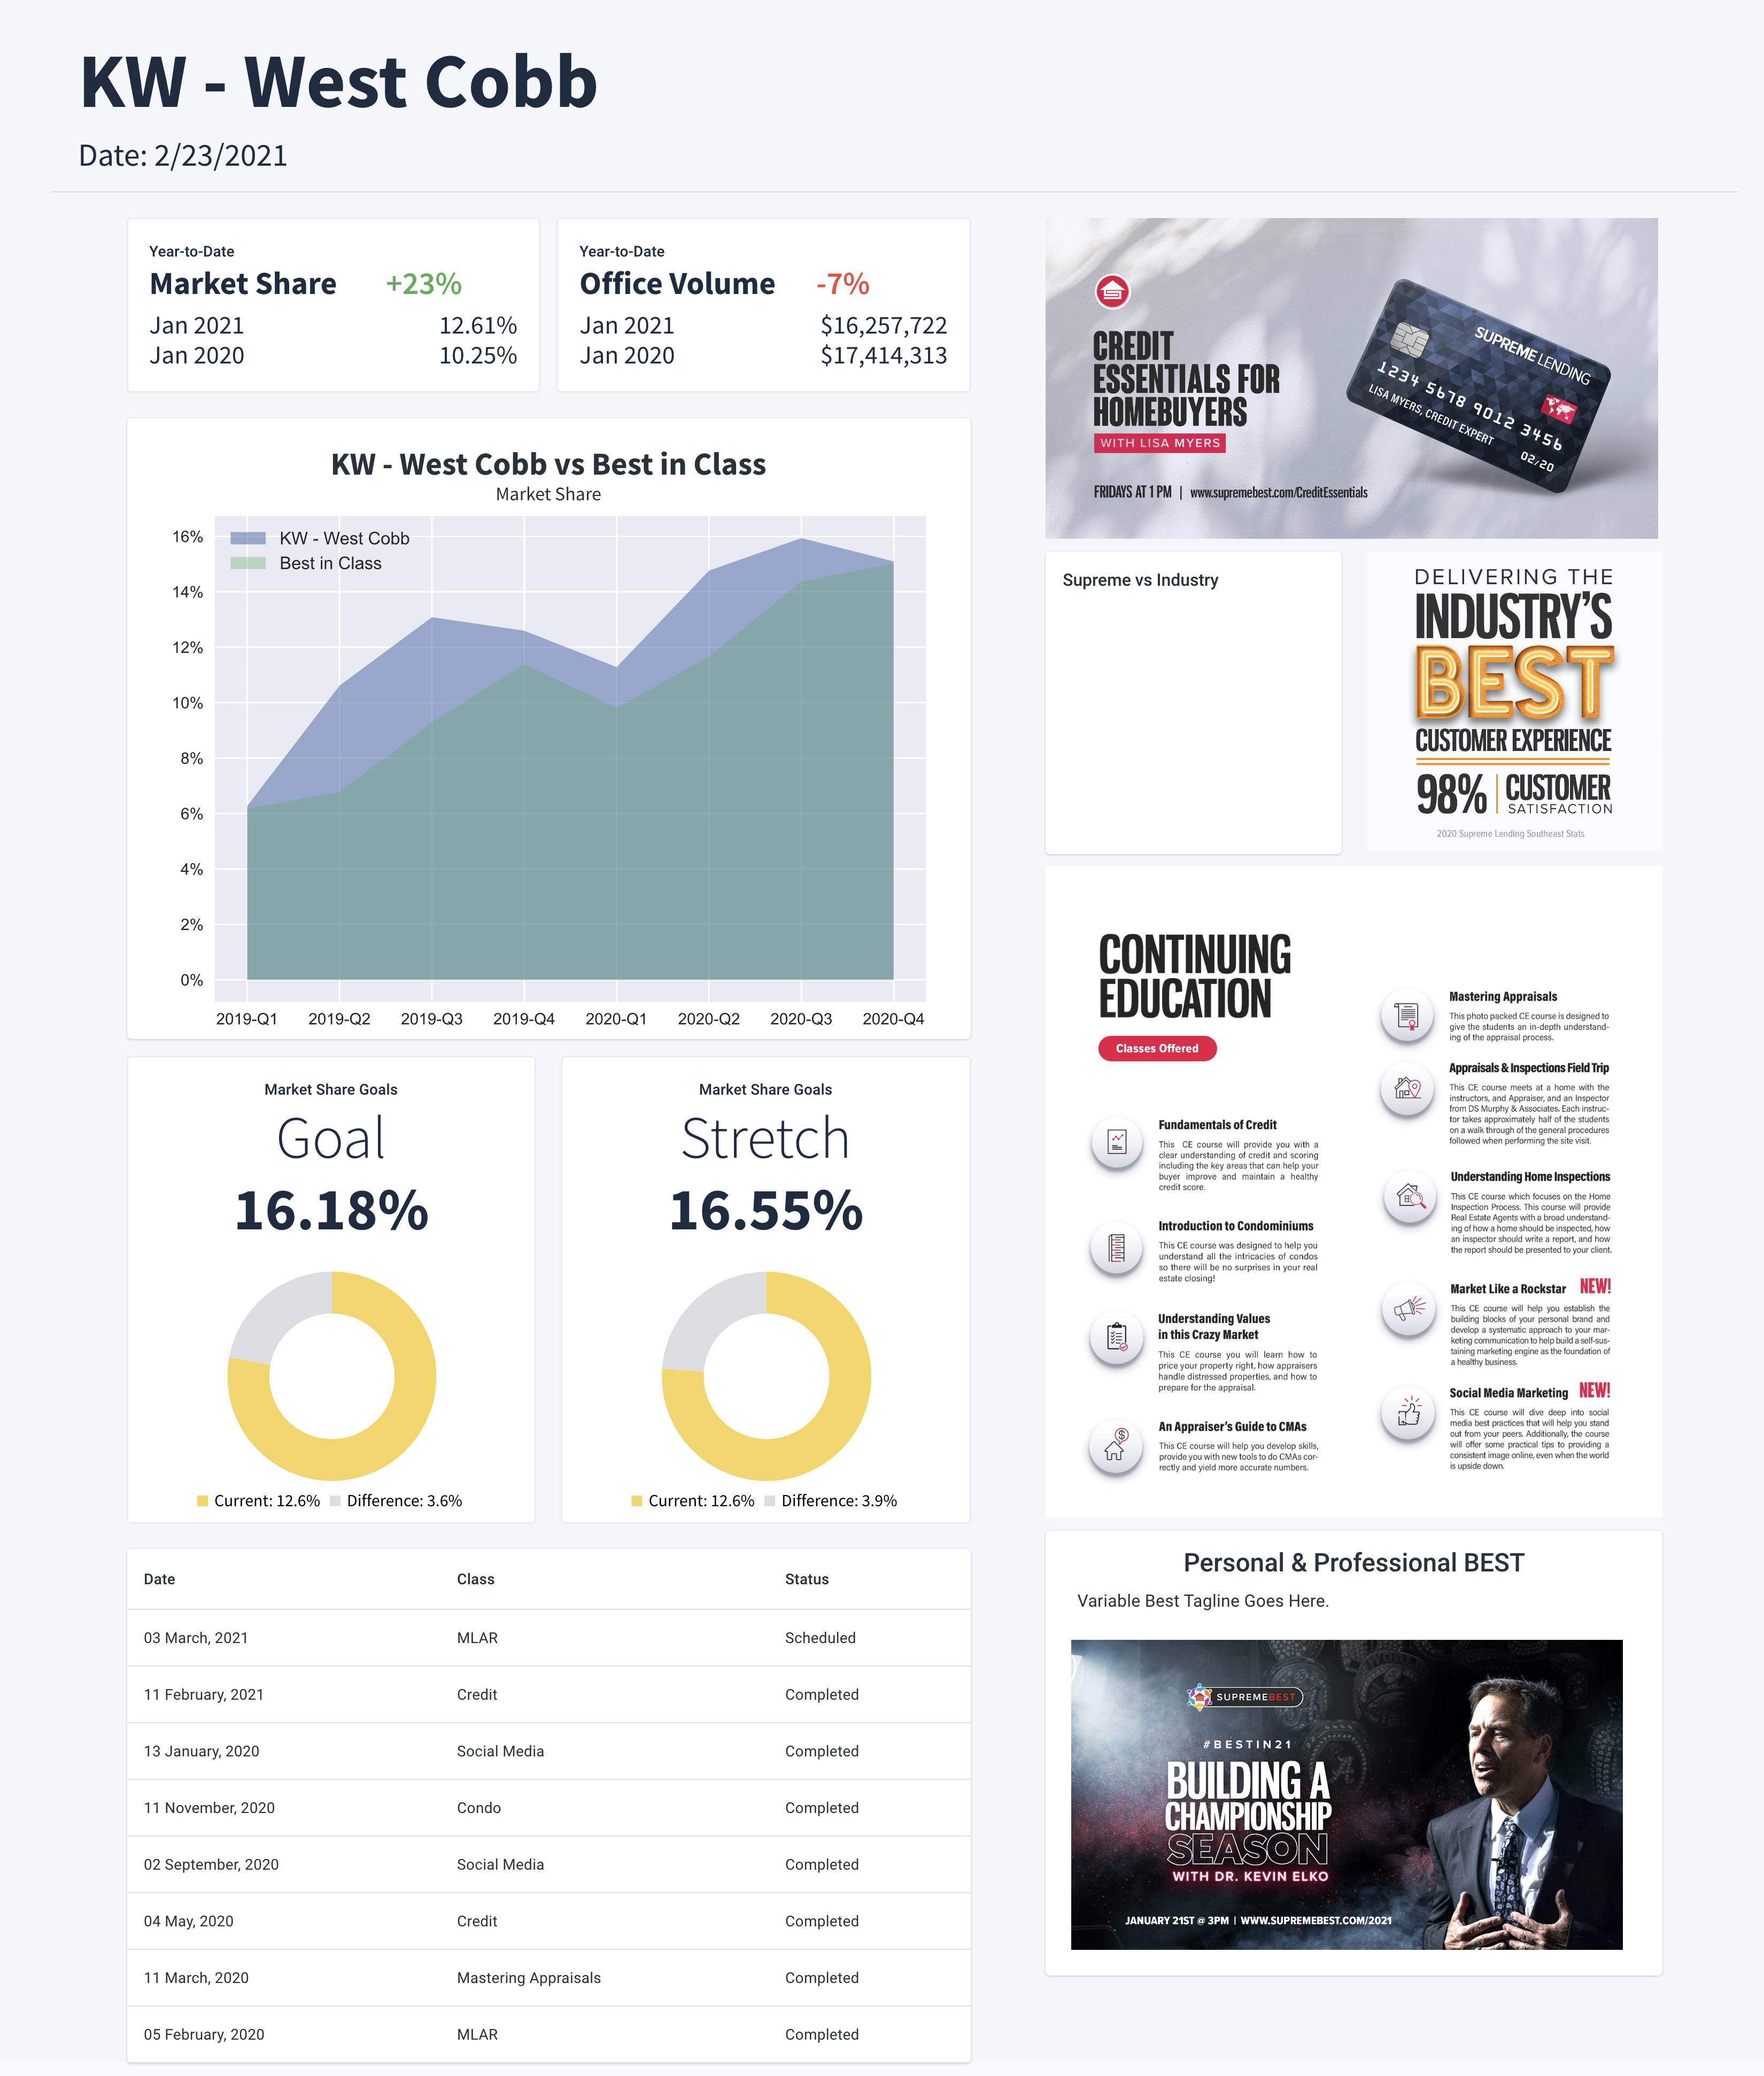 KW - West Cobb
Date: 2/23/2021
Year-to-Date
Market Share +23%
Jan 2021 12.61%
Jan 2020 10.25%
Year-to-Date
Office Volume -7%
Jan 2021 $16,257,722
Jan 2020 $17,414,313
KW - West Cobb vs Best in Class
Market Share
KW - West Cobb
Best in Class
16%
14%
12%
10%
8%
6%
4%
2%
0%
2019-Q1 2019-Q2 2019-Q3 2019-Q4 2020-Q1 2020-Q2 2020-Q3 2020-Q4
Market Share Goals
Goal
16.18%
Current: 12.6% Difference: 3.6%
Market Share Goals
Stretch
16.55%
Current: 12.6% Difference: 3.9%
Date Class Status
03 March, 2021 MLAR Scheduled
11 February, 2021 Credit Completed
13 January, 2020 Social Media Completed
11 November, 2020 Condo Completed
02 September, 2020 Social Media Completed
04 May, 2020 Credit Completed
11 March, 2020 Mastering Appraisals Completed
05 February, 2020 MLAR Completed
CREDIT
ESSENTIALS FOR
HOMEBUYERS
WITH LISA MYERS
FRIDAYS AT 1 PM | www.supremebest.com/CreditEssentials
SUPREME LENDING
1234 5678 9012 3456
LISA MYERS, CREDIT EXPERT
02/20
Supreme vs Industry
DELIVERING THE
INDUSTRY'S
BEST
CUSTOMER EXPERIENCE
98% | CUSTOMER
SATISFACTION
2020 Supreme Lending Southeast Stats
CONTINUING
EDUCATION
Classes Offered
Fundamentals of Credit
This CE course will provide you with a
clear understanding of credit and scoring
including the key areas that can help your
buyer improve and maintain a healthy
credit score.
Introduction to Condominiums
This CE course was designed to help you
understand all the intricacies of condos
so there will be no surprises in your real
estate closing!
Understanding Values
in this Crazy Market
This CE course you will learn how to
price your property right, how appraisers
handle distressed properties, and how to
prepare for the appraisal.
An Appraiser's Guide to CMAs
This CE course will help you develop skills,
provide you with new tools to do CMAs cor-
rectly and yield more accurate numbers.
Mastering Appraisals
This photo packed CE course is designed to
give the students an in-depth understand-
ing of the appraisal process.
Appraisals & Inspections Field Trip
This CE course meets at a home with the
instructors, and Appraiser, and an Inspector
from DS Murphy & Associates. Each instruc-
tor takes approximately half of the students
on a walk through of the general procedures
followed when performing the site visit.
Understanding Home Inspections
This CE course which focuses on the Home
Inspection Process. This course will provide
Real Estate Agents with a broad understand-
ing of how a home should be inspected, how
an inspector should write a report, and how
the report should be presented to your client.
Market Like a Rockstar NEW!
This CE course will help you establish the
building blocks of your personal brand and
develop a systematic approach to your mar-
keting communication to help build a self-sus-
taining marketing engine as the foundation of
a healthy business.
Social Media Marketing NEW!
This CE course will dive deep into social
media best practices that will help you stand
out from your peers. Additionally, the course
will offer some practical tips to providing a
consistent image online, even when the world
is upside down.
Personal & Professional BEST
Variable Best Tagline Goes Here.
SUPREMEBEST
#BESTIN21
BUILDING A
CHAMPIONSHIP
SEASON
WITH DR. KEVIN ELKO
JANUARY 21ST @ 3PM | WWW.SUPREMEBEST.COM/2021